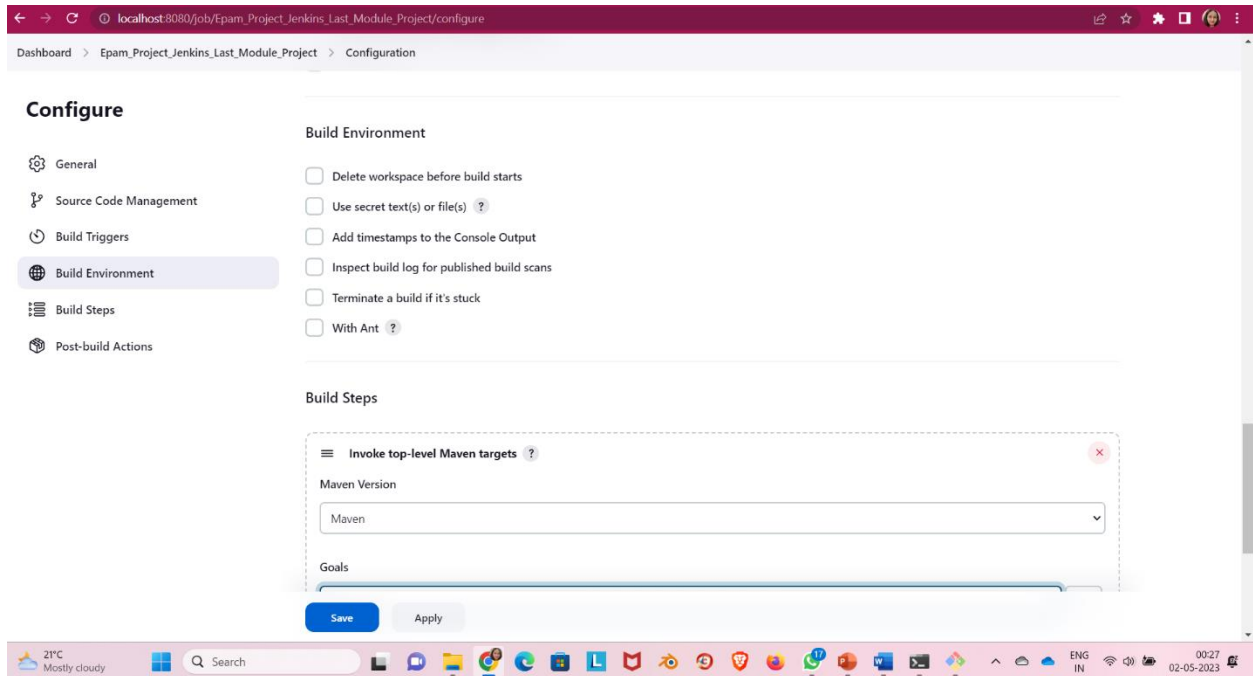 localhost:8080/job/Epam_Project_Jenkins_Last_Module_Project/configure
Dashboard > Epam_Project_Jenkins_Last_Module_Project > Configuration
Configure
General
Source Code Management
Build Triggers
Build Environment
Build Steps
Post-build Actions
Build Environment
Delete workspace before build starts
Use secret text(s) or file(s) ?
Add timestamps to the Console Output
Inspect build log for published build scans
Terminate a build if it's stuck
With Ant ?
Build Steps
Invoke top-level Maven targets ?
Maven Version
Maven
Goals
Save Apply
21°C
Mostly cloudy
Search
L
17
ENG
IN
00:27
02-05-2023